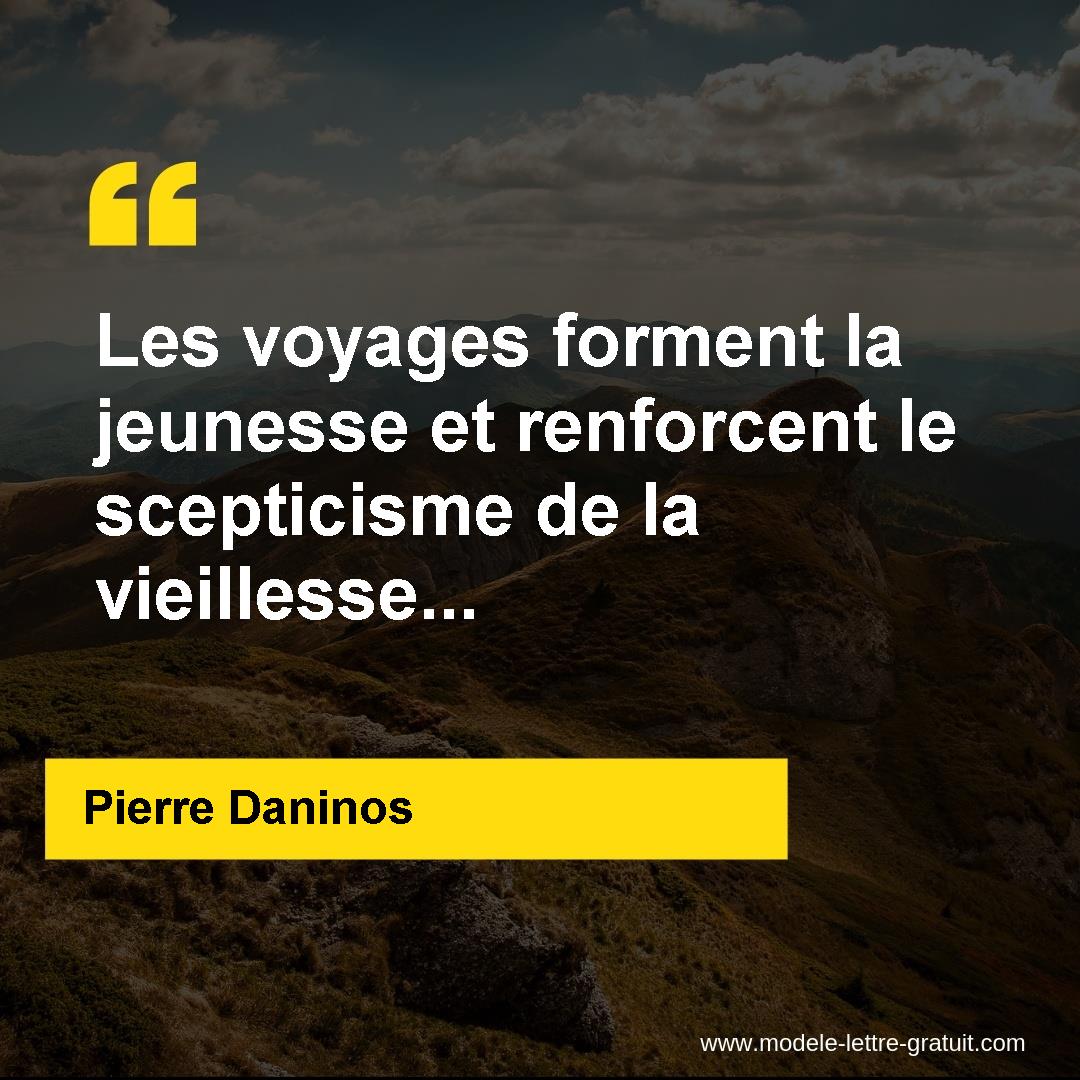 “
Les voyages forment la
jeunesse et renforcent le
scepticisme de la
vieillesse...
Pierre Daninos
www.modele-lettre-gratuit.com